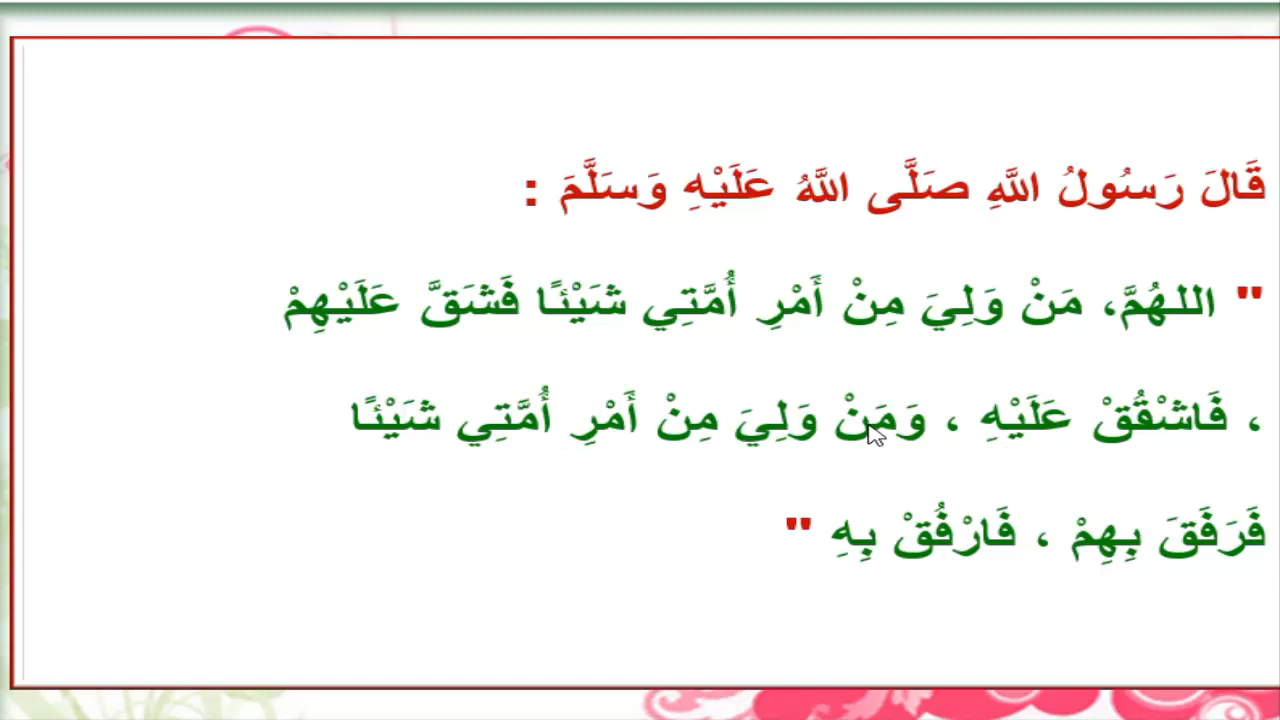 قَالَ رَسُولُ اللَّهِ صَلَّى اللَّهُ عَلَيْهِ وَسَلَّمَ :
" اللهُمَّ، مَنْ وَلِيَ مِنْ أَمْرِ أُمَّتِي شَيْئًا فَشَقَّ عَلَيْهِمْ
، فَاشْقُقْ عَلَيْهِ ، وَمَنْ وَلِيَ مِنْ أَمْرِ أُمَّتِي شَيْئًا
فَرَفَقَ بِهِمْ ، فَارْفُقْ بِهِ "